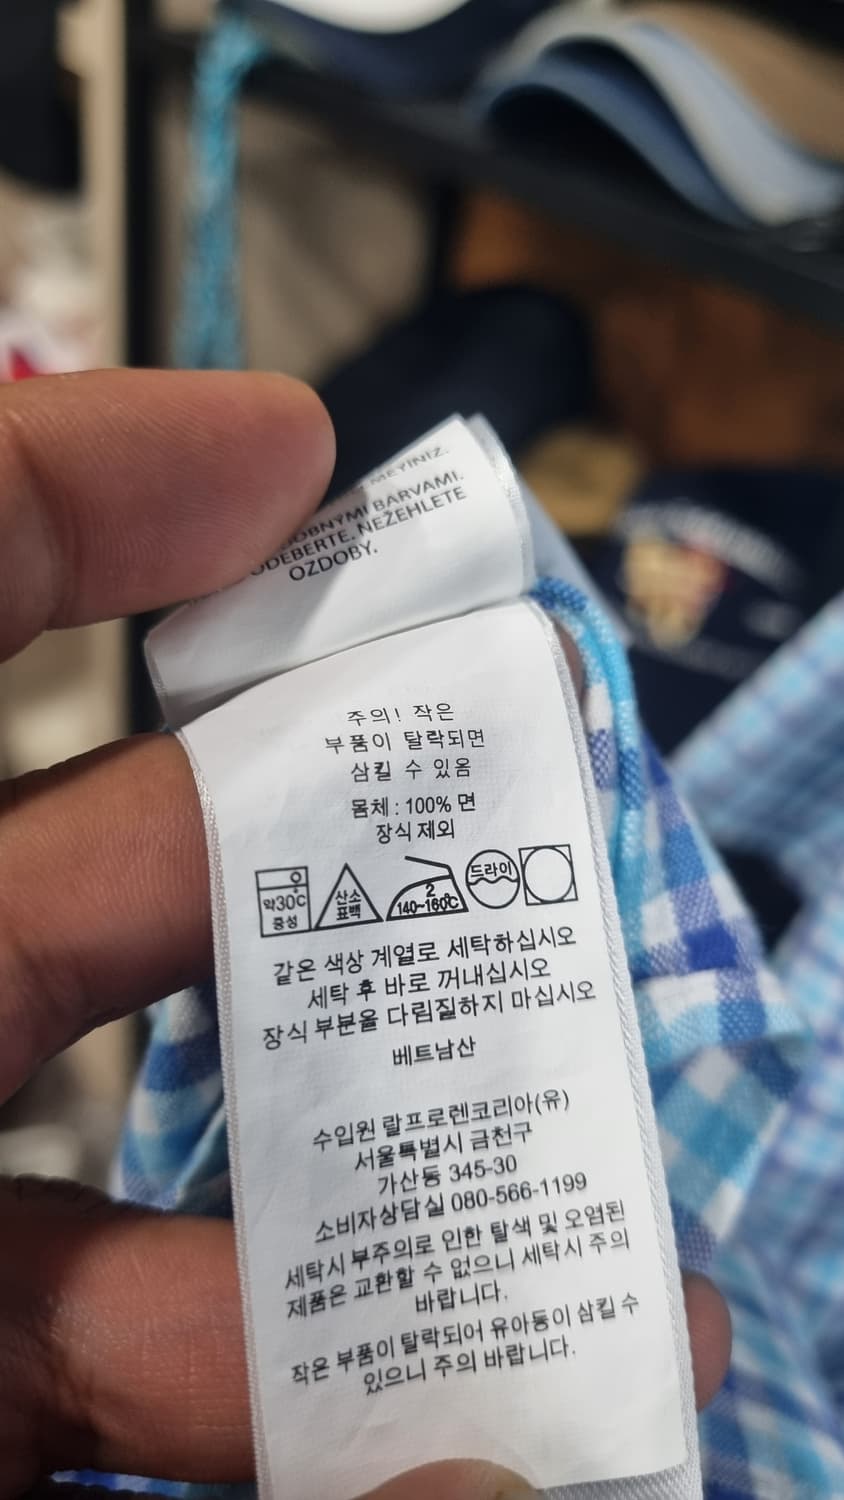 MEYINIZ.
OBNYMI BARVAMI.
ODEBERTE. NEŽEHLETE
OZDOBY.
주의! 작은
부품이 탈락되면
삼킬 수 있음
몸체 : 100% 면
장식 제외
약30℃
중성
산소
표백
2
140~160℃
드라이
같은 색상 계열로 세탁하십시오
세탁 후 바로 꺼내십시오
장식 부분을 다림질하지 마십시오
베트남산
수입원 랄프로렌코리아(유)
서울특별시 금천구
가산동 345-30
소비자상담실 080-566-1199
세탁시 부주의로 인한 탈색 및 오염된
제품은 교환할 수 없으니 세탁시 주의
바랍니다.
작은 부품이 탈락되어 유아동이 삼킬 수
있으니 주의 바랍니다.